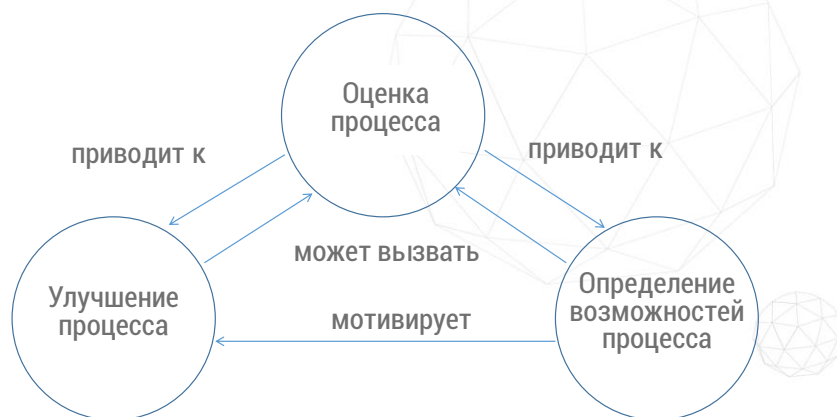 Оценка
процесса
приводит к
приводит к
может вызвать
Улучшение
процесса
мотивирует
Определение
возможностей
процесса